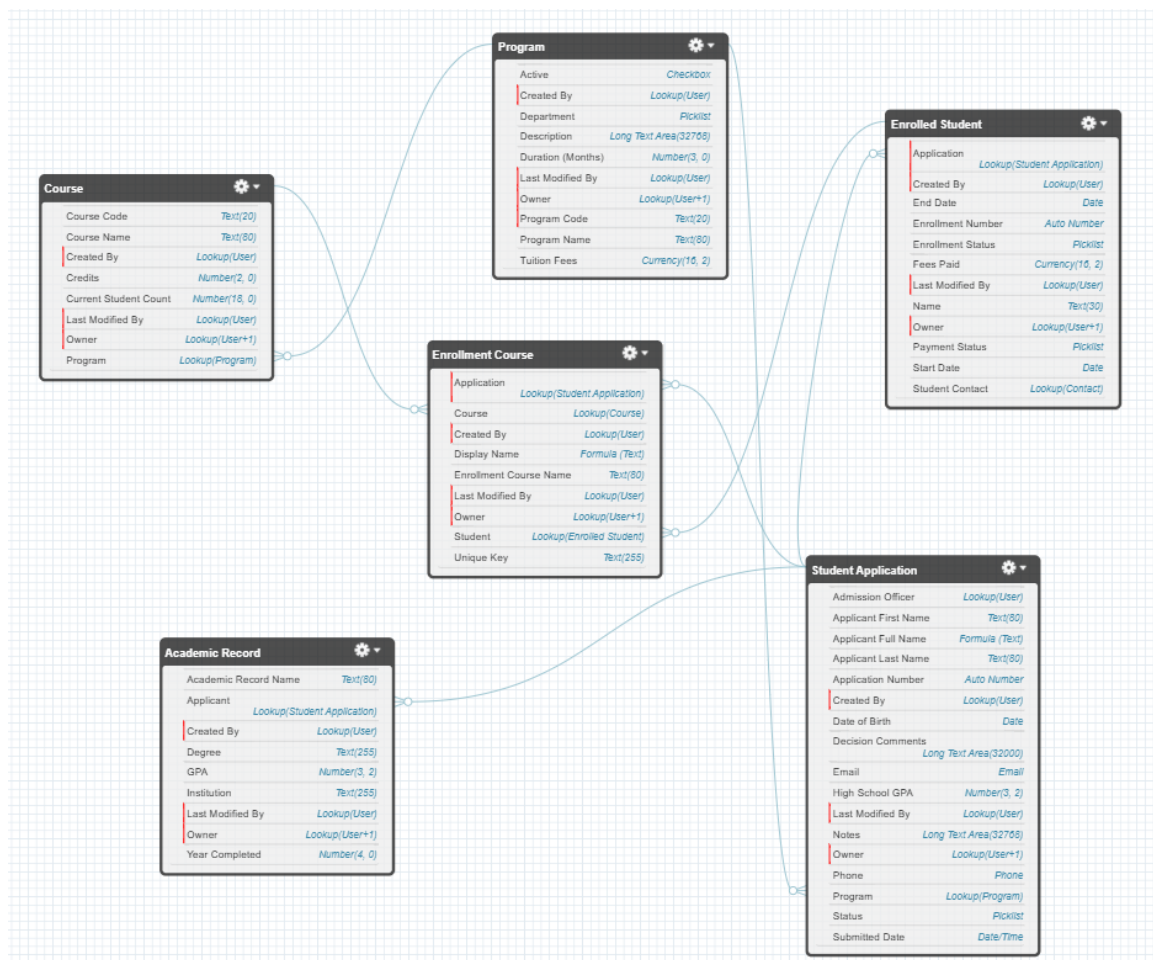 Program
Active Checkbox
Created By Lookup(User)
Department Picklist
Description Long Text Area(32768)
Duration (Months) Number(3, 0)
Last Modified By Lookup(User)
Owner Lookup(User+1)
Program Code Text(20)
Program Name Text(80)
Tuition Fees Currency(16, 2)
Enrolled Student
Application
Lookup(Student Application)
Created By Lookup(User)
End Date Date
Enrollment Number Auto Number
Enrollment Status Picklist
Fees Paid Currency(16, 2)
Last Modified By Lookup(User)
Name Text(30)
Owner Lookup(User+1)
Payment Status Picklist
Start Date Date
Student Contact Lookup(Contact)
Course
Course Code Text(20)
Course Name Text(80)
Created By Lookup(User)
Credits Number(2, 0)
Current Student Count Number(18, 0)
Last Modified By Lookup(User)
Owner Lookup(User+1)
Program Lookup(Program)
Enrollment Course
Application
Lookup(Student Application)
Course Lookup(Course)
Created By Lookup(User)
Display Name Formula (Text)
Enrollment Course Name Text(80)
Last Modified By Lookup(User)
Owner Lookup(User+1)
Student Lookup(Enrolled Student)
Unique Key Text(255)
Student Application
Admission Officer Lookup(User)
Applicant First Name Text(80)
Applicant Full Name Formula (Text)
Applicant Last Name Text(80)
Application Number Auto Number
Created By Lookup(User)
Date of Birth Date
Decision Comments
Long Text Area(32000)
Email Email
High School GPA Number(3, 2)
Last Modified By Lookup(User)
Notes Long Text Area(32768)
Owner Lookup(User+1)
Phone Phone
Program Lookup(Program)
Status Picklist
Submitted Date Date/Time
Academic Record
Academic Record Name Text(80)
Applicant
Lookup(Student Application)
Created By Lookup(User)
Degree Text(255)
GPA Number(3, 2)
Institution Text(255)
Last Modified By Lookup(User)
Owner Lookup(User+1)
Year Completed Number(4, 0)